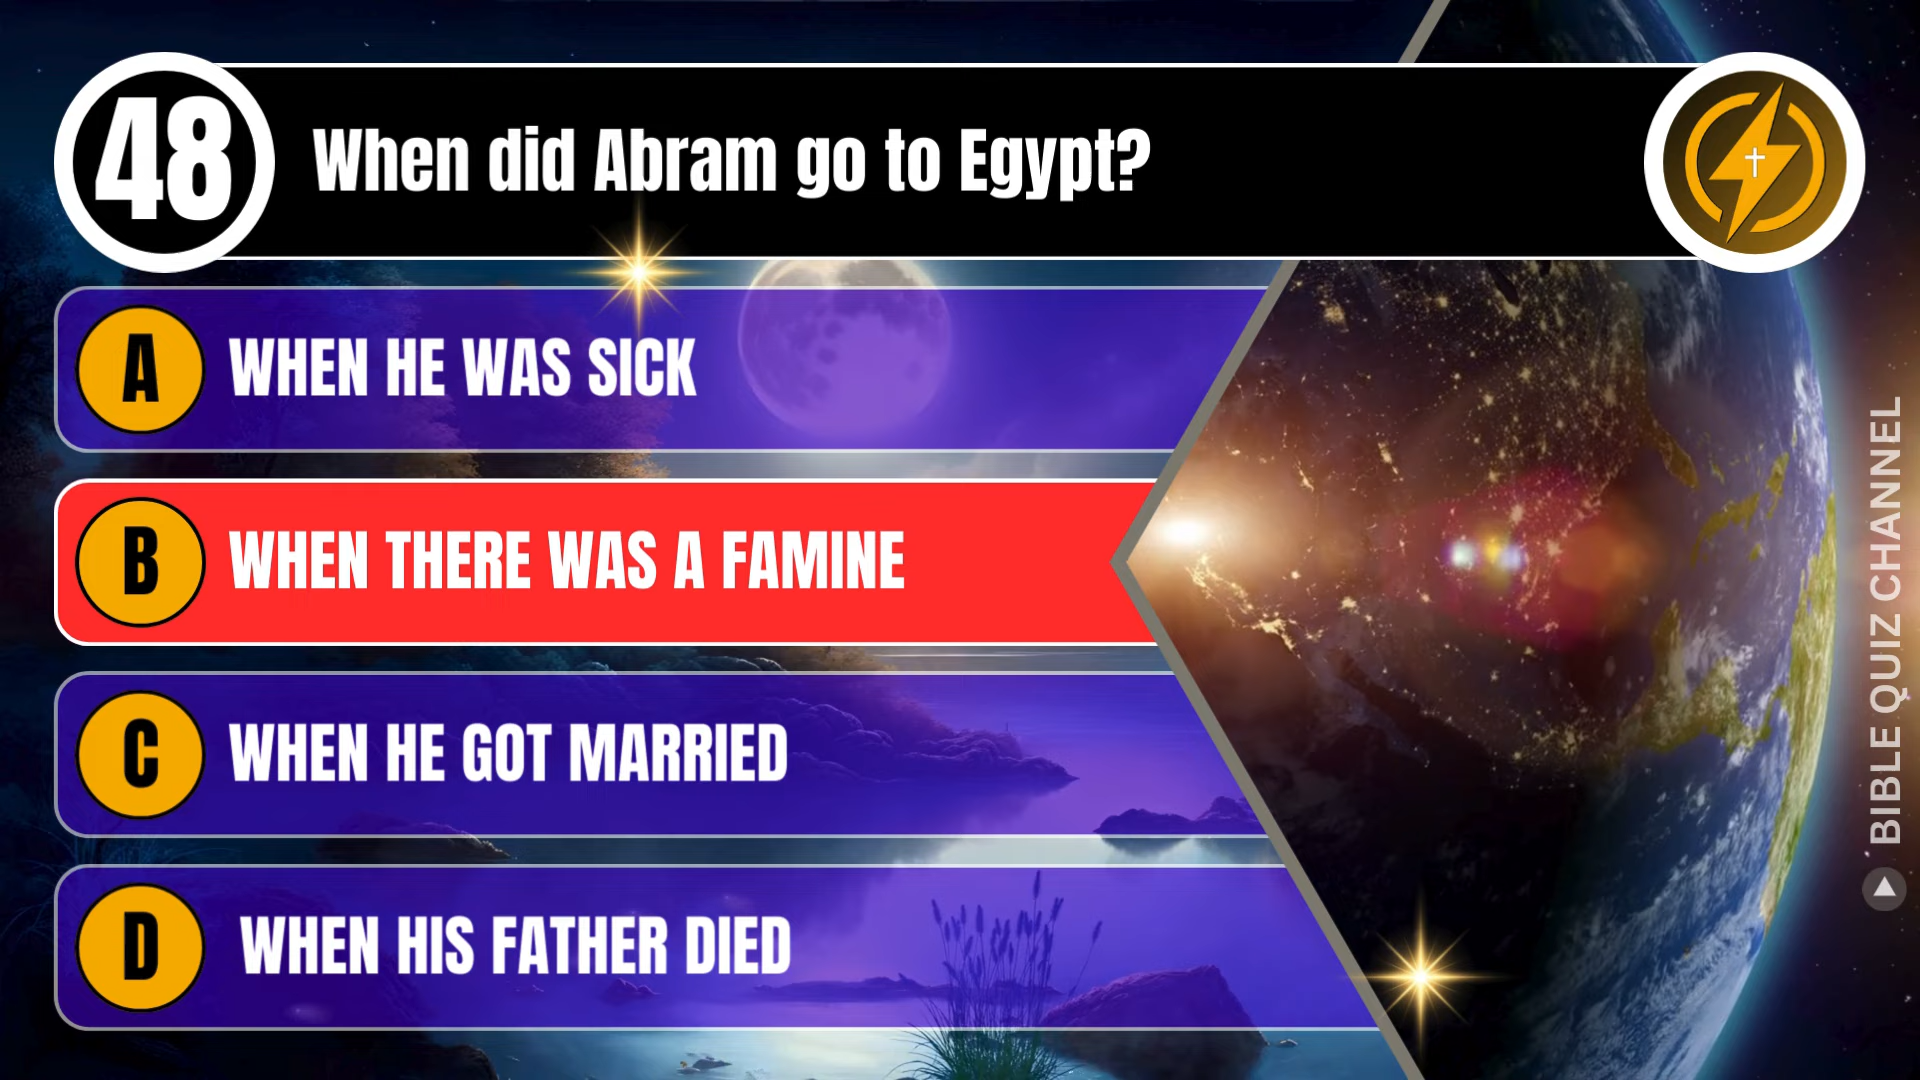 48
When did Abram go to Egypt?
A
WHEN HE WAS SICK
B
WHEN THERE WAS A FAMINE
C
WHEN HE GOT MARRIED
D
WHEN HIS FATHER DIED
BIBLE QUIZ CHANNEL